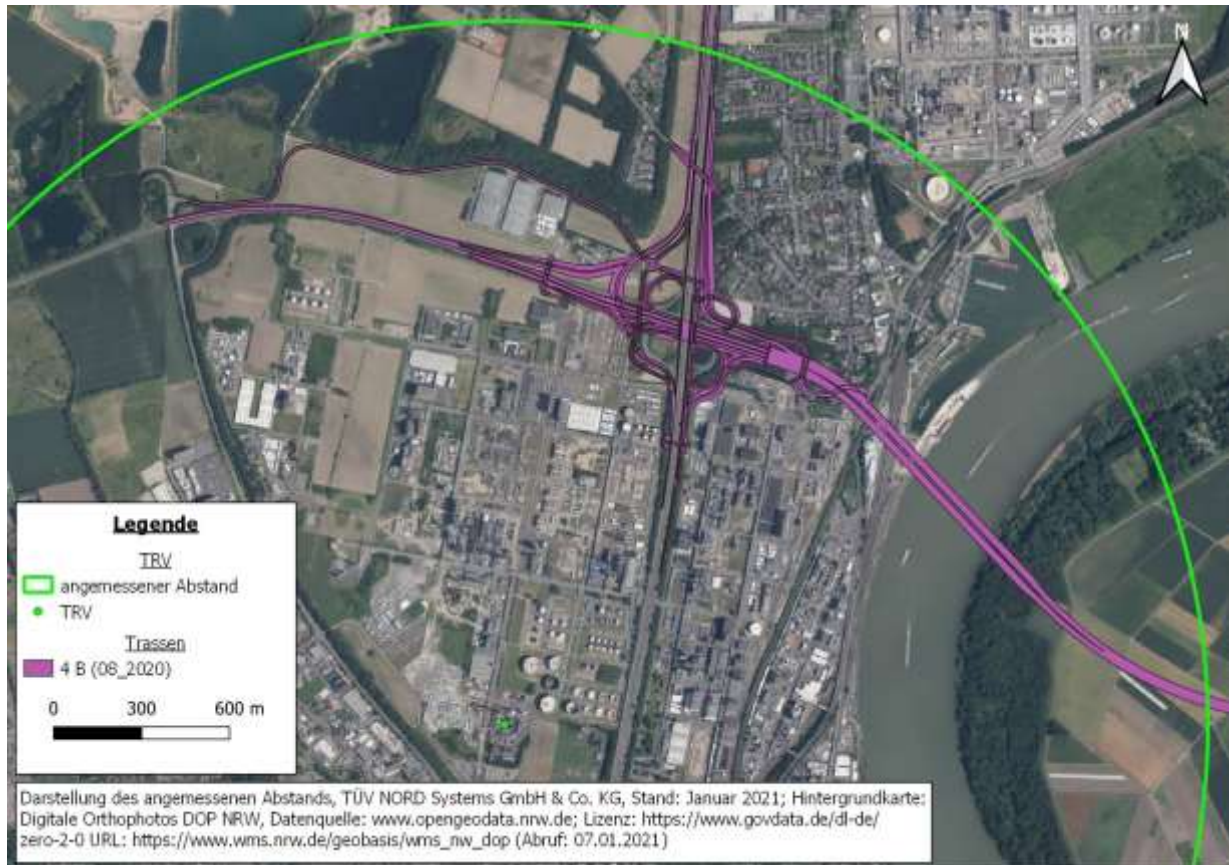 N
Legende
TRV
angemessener Abstand
TRV
Trassen
4 B (08_2020)
0 300 600 m
Darstellung des angemessenen Abstands, TÜV NORD Systems GmbH & Co. KG, Stand: Januar 2021; Hintergrundkarte:
Digitale Orthophotos DOP NRW, Datenquelle: www.opengeodata.nrw.de; Lizenz: https://www.govdata.de/dl-de/
zero-2-0 URL: https://www.wms.nrw.de/geobasis/wms_nw_dop (Abruf: 07.01.2021)